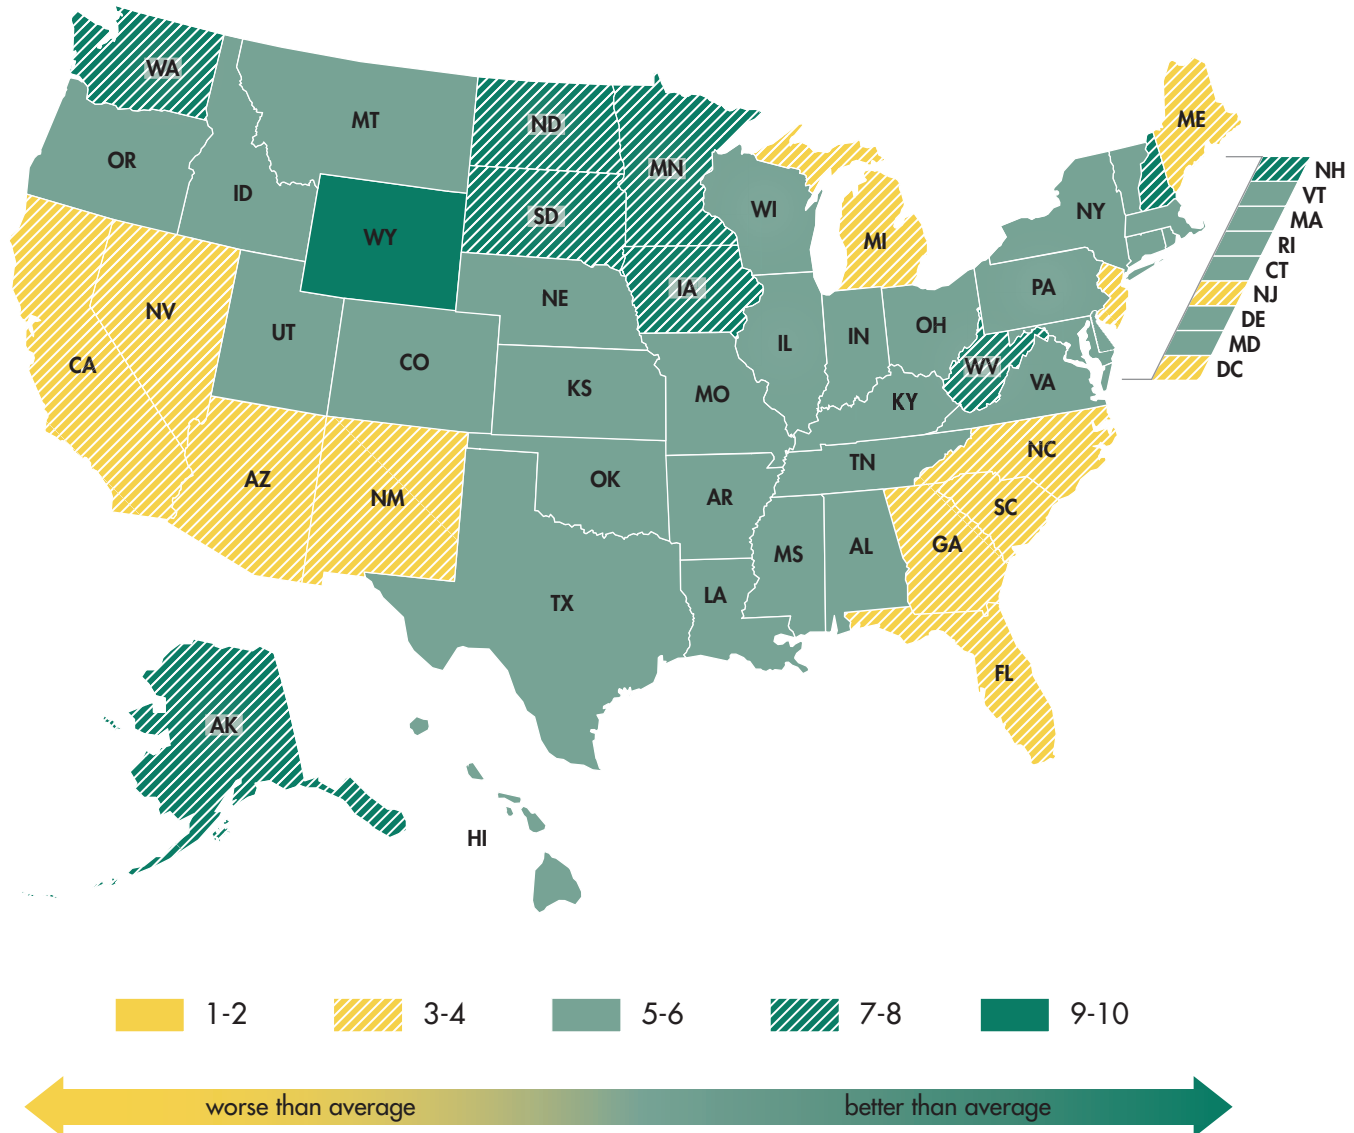 WA
MT
ND
MN
OR
ID
SD
WI
WY
MI
NY
ME
NH
VT
MA
RI
CT
NJ
DE
MD
DC
NV
UT
NE
IA
CO
CA
KS
MO
IL
IN
OH
PA
WV
VA
KY
AZ
NM
OK
AR
TN
NC
SC
GA
AL
MS
LA
TX
FL
AK
HI
1-2
3-4
5-6
7-8
9-10
worse than average
better than average